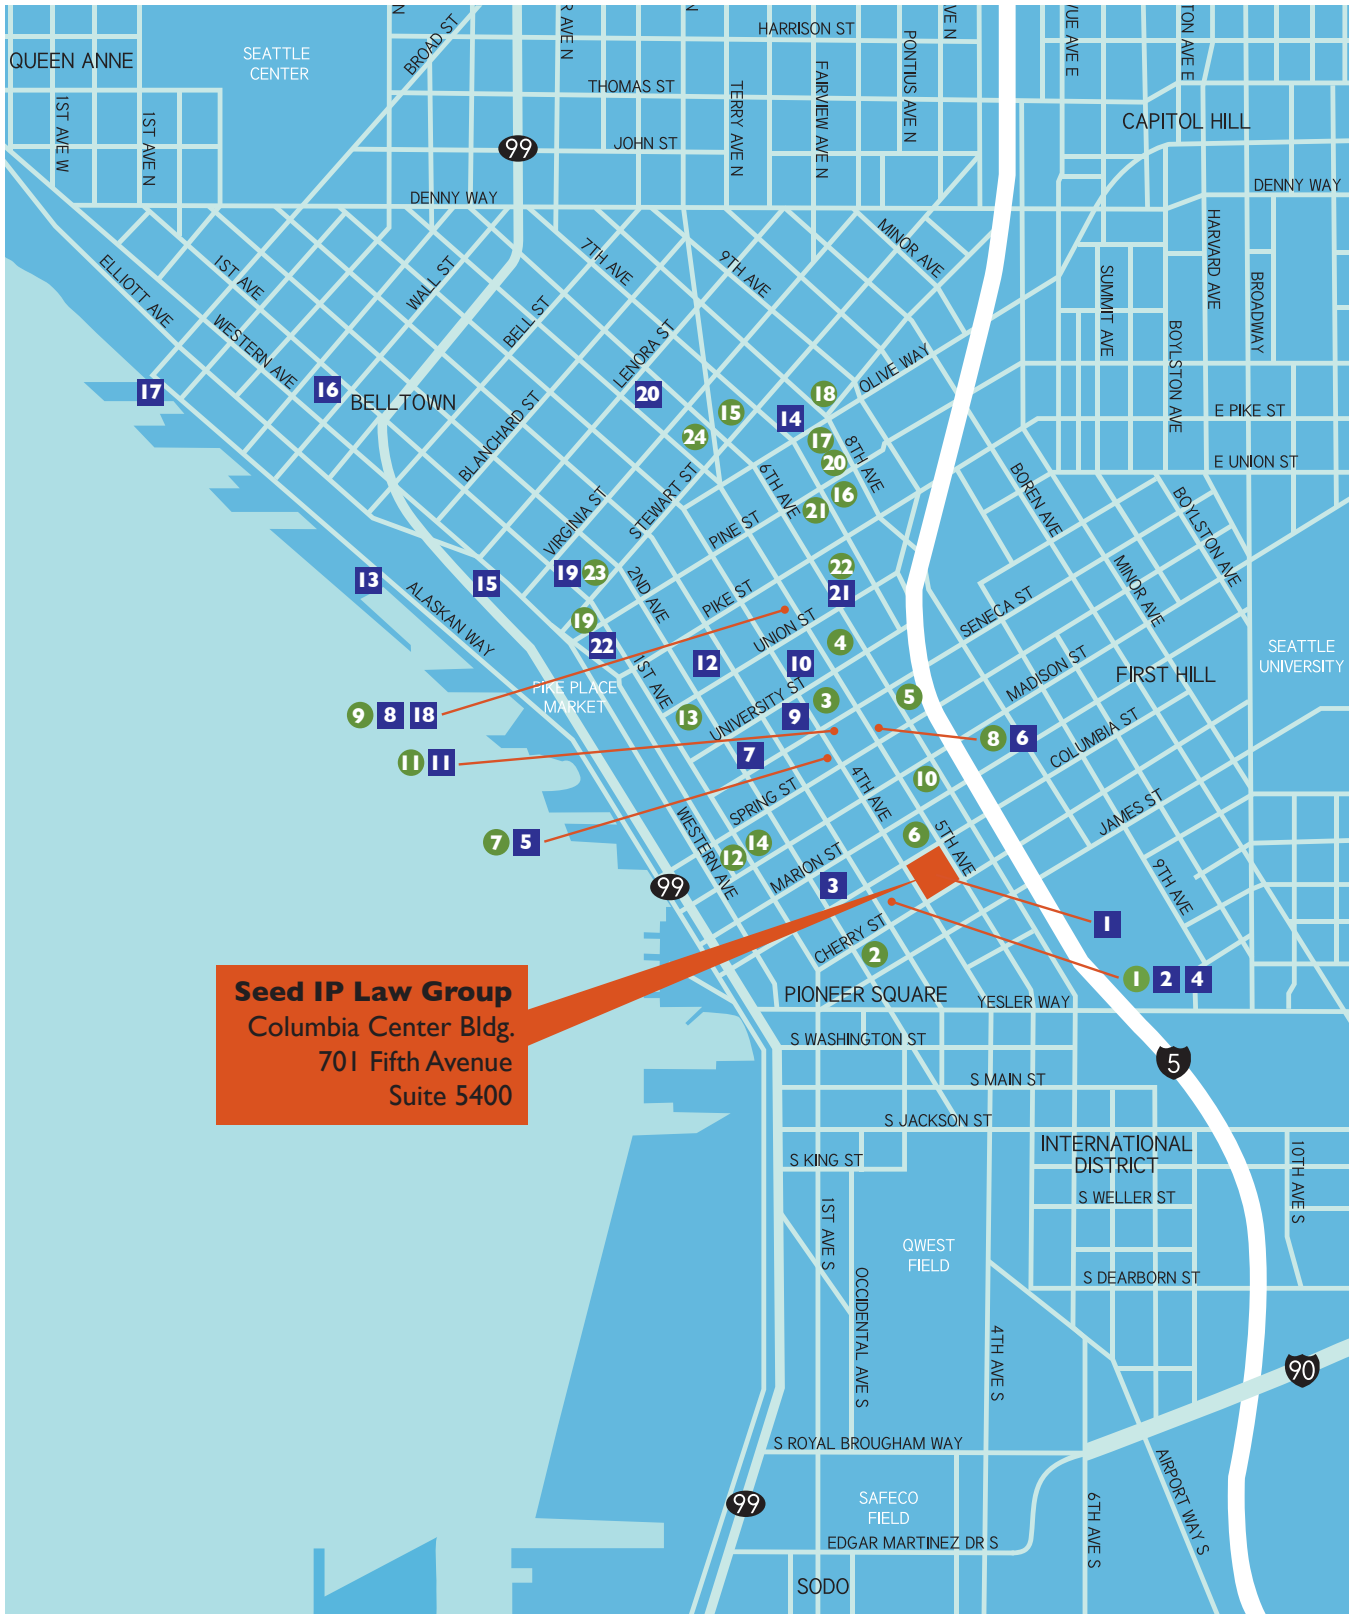 N
BROAD ST
R AVE N
N
HARRISON ST
PONTIUS AVE N
VE N
VUE AVE E
TON AVE E
QUEEN ANNE
SEATTLE
CENTER
THOMAS ST
TERRY AVE N
FAIRVIEW AVE N
1ST AVE W
1ST AVE N
99
JOHN ST
CAPITOL HILL
DENNY WAY
DENNY WAY
ELLIOTT AVE
1ST AVE
WALL ST
7TH AVE
9TH AVE
MINOR AVE
HARVARD AVE
SUMMIT AVE
BROADWAY
BELL ST
WESTERN AVE
LENORA ST
OLIVE WAY
BOYLSTON AVE
17
16
BELLTOWN
20
18
15
14
E PIKE ST
24
17
8TH AVE
BLANCHARD ST
20
E UNION ST
6TH AVE
16
21
BOREN AVE
BOYLSTON AVE
VIRGINIA ST
STEWART ST
PINE ST
13
ALASKAN WAY
15
19
23
2ND AVE
22
21
PIKE ST
MINOR AVE
SENECA ST
19
22
UNION ST
4
12
10
1ST AVE
MADISON ST
FIRST HILL
SEATTLE
UNIVERSITY
PIKE PLACE
MARKET
UNIVERSITY ST
9
8
18
13
9
3
5
8
6
COLUMBIA ST
11
11
7
4TH AVE
10
SPRING ST
JAMES ST
7
5
WESTERN AVE
12
14
6
5TH AVE
MARION ST
9TH AVE
99
3
1
CHERRY ST
2
1
2
4
Seed IP Law Group
Columbia Center Bldg.
701 Fifth Avenue
Suite 5400
PIONEER SQUARE
YESLER WAY
S WASHINGTON ST
5
S MAIN ST
S JACKSON ST
INTERNATIONAL
DISTRICT
10TH AVE S
S KING ST
S WELLER ST
1ST AVE S
QWEST
FIELD
OCCIDENTAL AVE S
S DEARBORN ST
4TH AVE S
90
S ROYAL BROUGHAM WAY
AIRPORT WAY S
99
SAFECO
FIELD
6TH AVE S
EDGAR MARTINEZ DR S
SODO